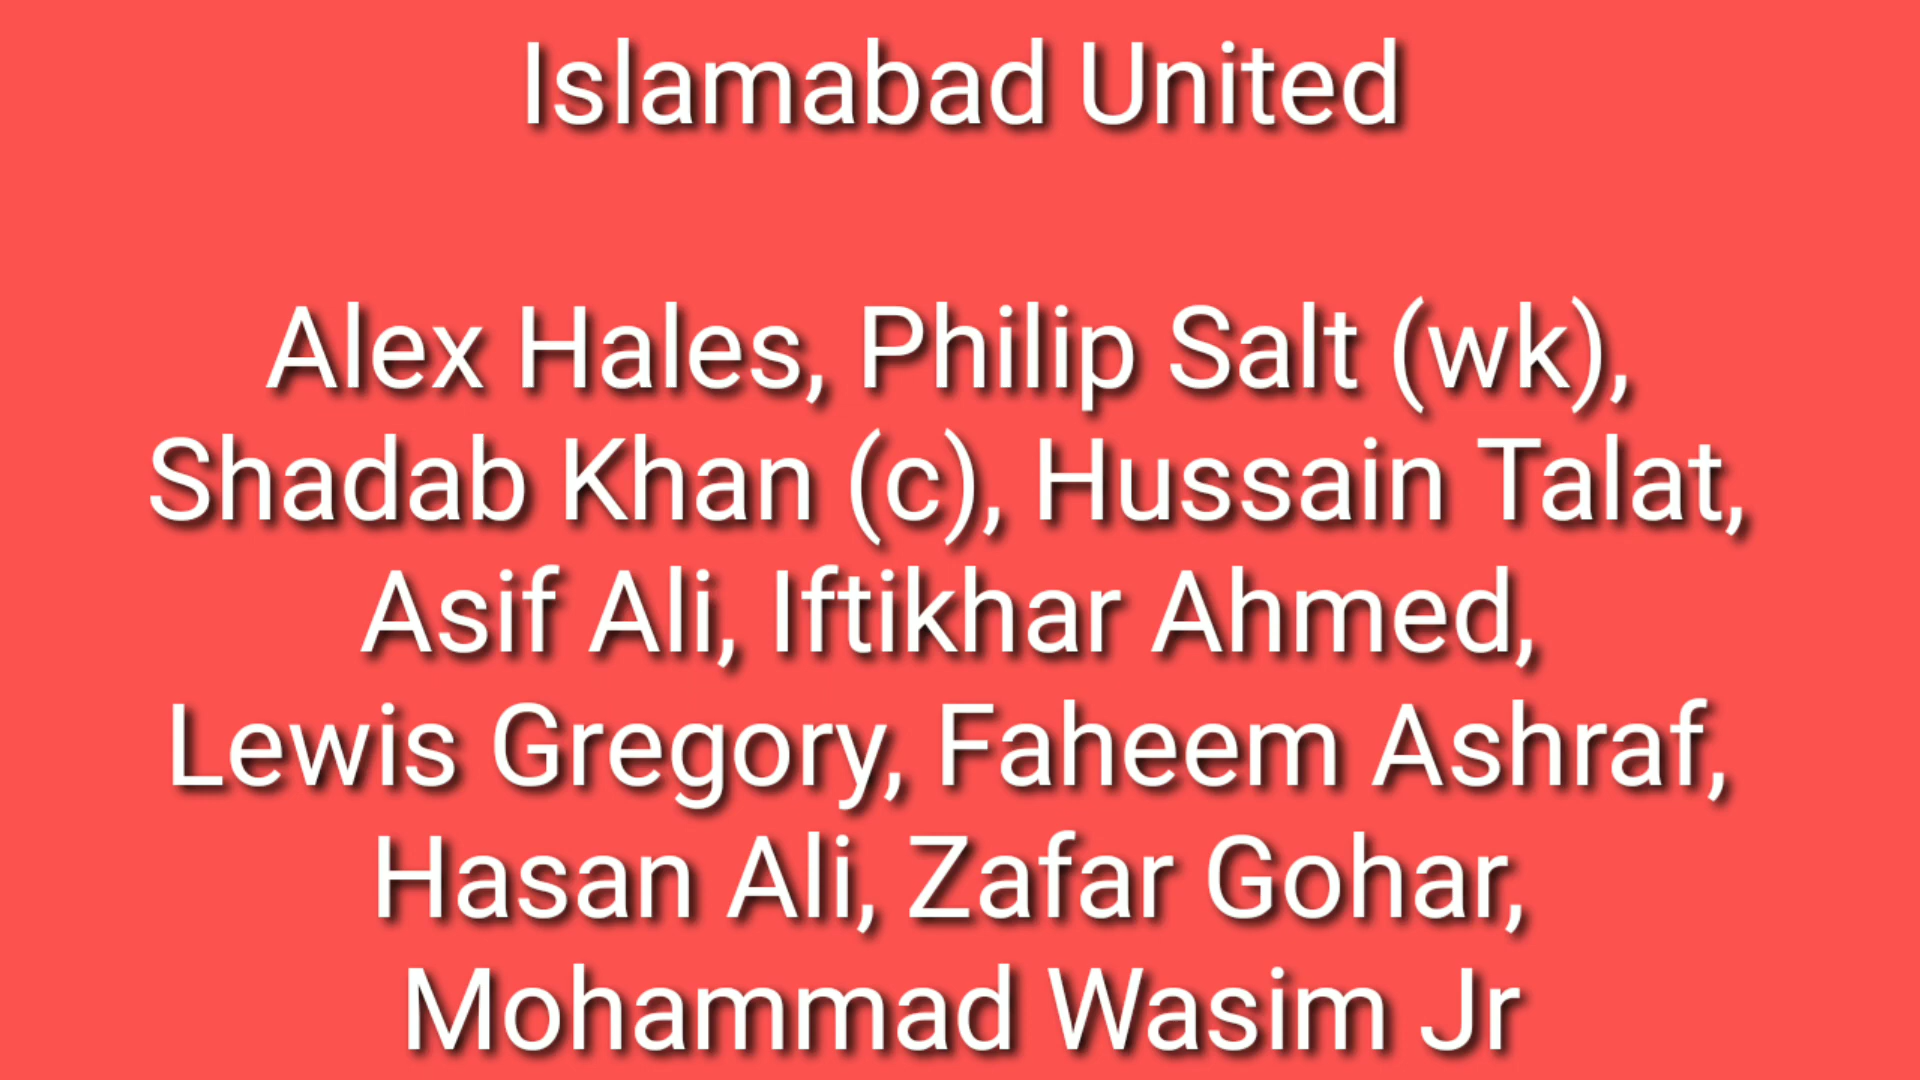 Islamabad United
Alex Hales, Philip Salt (wk),
Shadab Khan (c), Hussain Talat,
Asif Ali, Iftikhar Ahmed,
Lewis Gregory, Faheem Ashraf,
Hasan Ali, Zafar Gohar,
Mohammad Wasim Jr